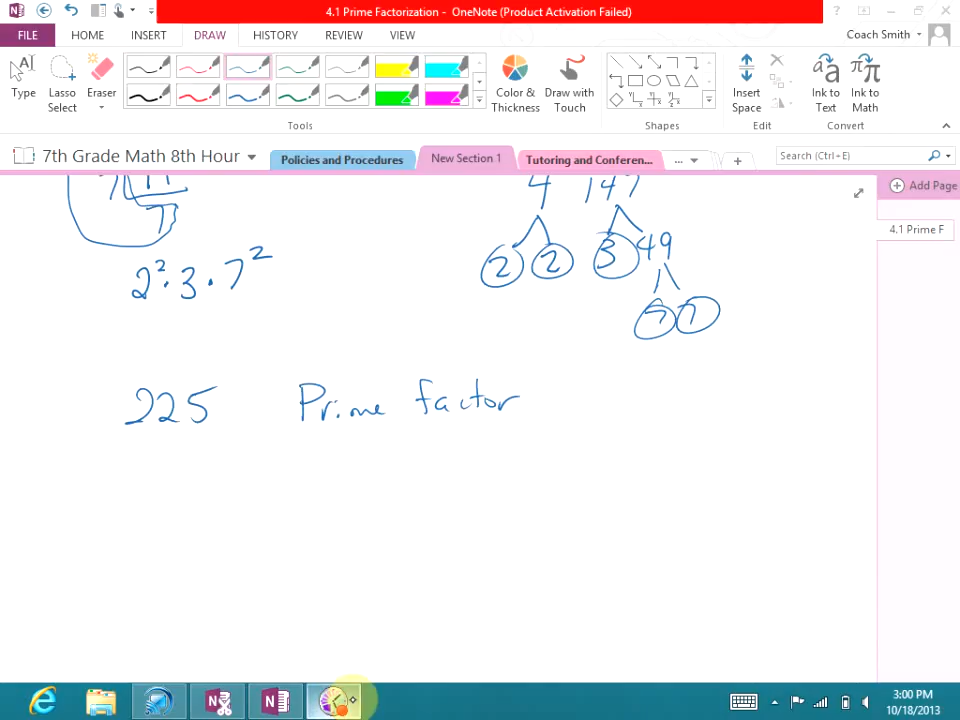 4.1 Prime Factorization - OneNote (Product Activation Failed)
?
FILE HOME INSERT DRAW HISTORY REVIEW VIEW
Coach Smith
Type Lasso Select Eraser Color & Thickness Draw with Touch Insert Space Ink to Text Ink to Math
Tools Shapes Edit Convert
7th Grade Math 8th Hour Policies and Procedures New Section 1 Tutoring and Conferen... ... + Search (Ctrl+E)
Add Page
4.1 Prime F
4 147
7
2 2 3 49
2² · 3 · 7²
7 7
225 Prime factor
3:00 PM
10/18/2013